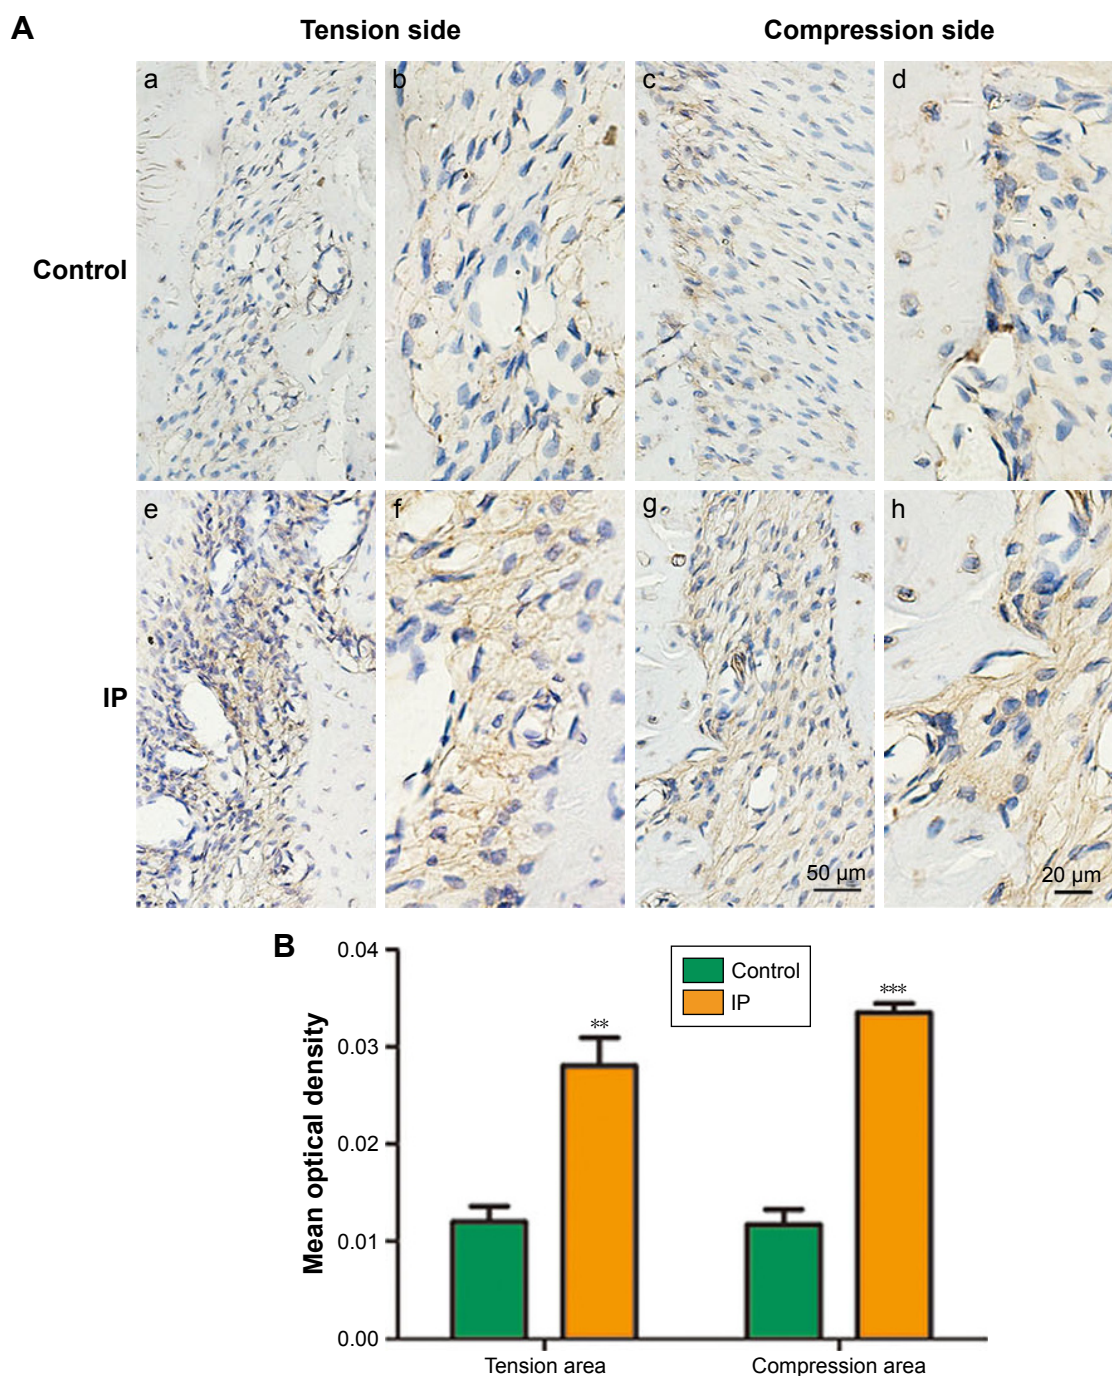 A
Tension side
Compression side
a
b
c
d
Control
e
f
g
h
IP
50 μm
20 μm
B
0.04
0.03
0.02
0.01
0.00
Mean optical density
Control
IP
**
***
Tension area
Compression area